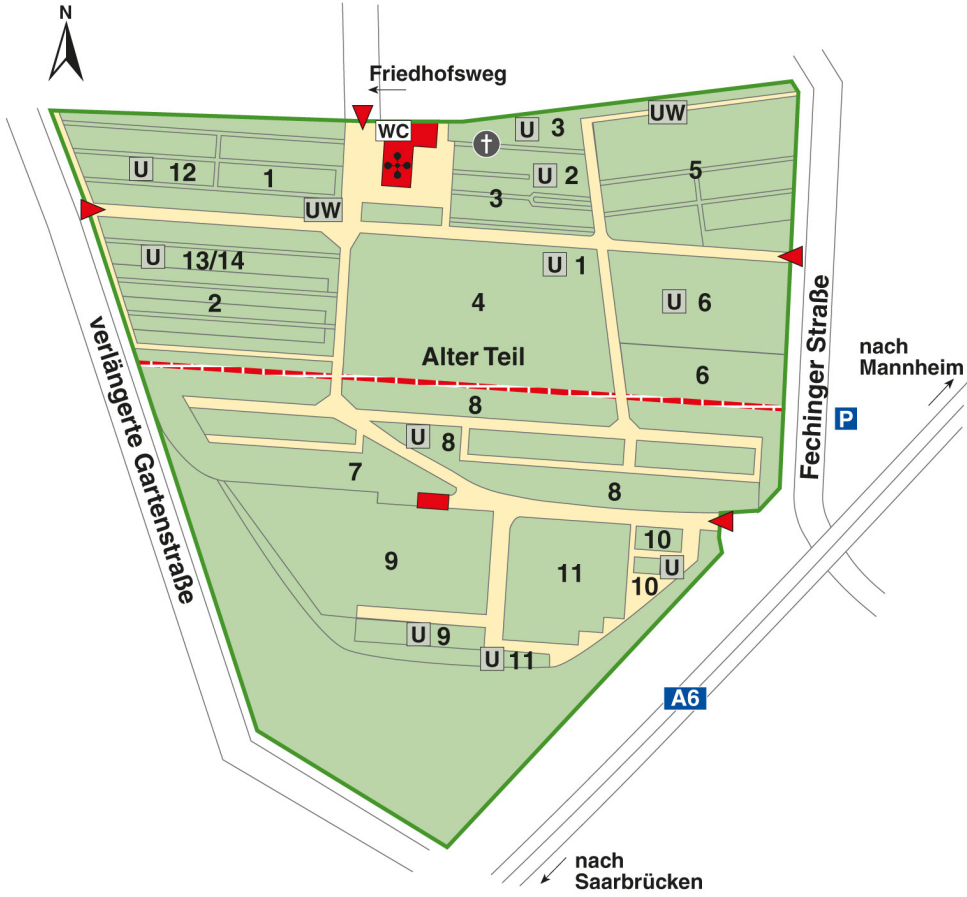 N
Friedhofsweg
WC
U 3
UW
U 12
1
U 2
3
5
UW
U 13/14
2
U 1
4
U 6
Alter Teil
6
8
nach
Mannheim
verlängerte Gartenstraße
Fechinger Straße
P
U 8
7
8
9
11
10
U
10
U 9
U 11
A6
nach
Saarbrücken